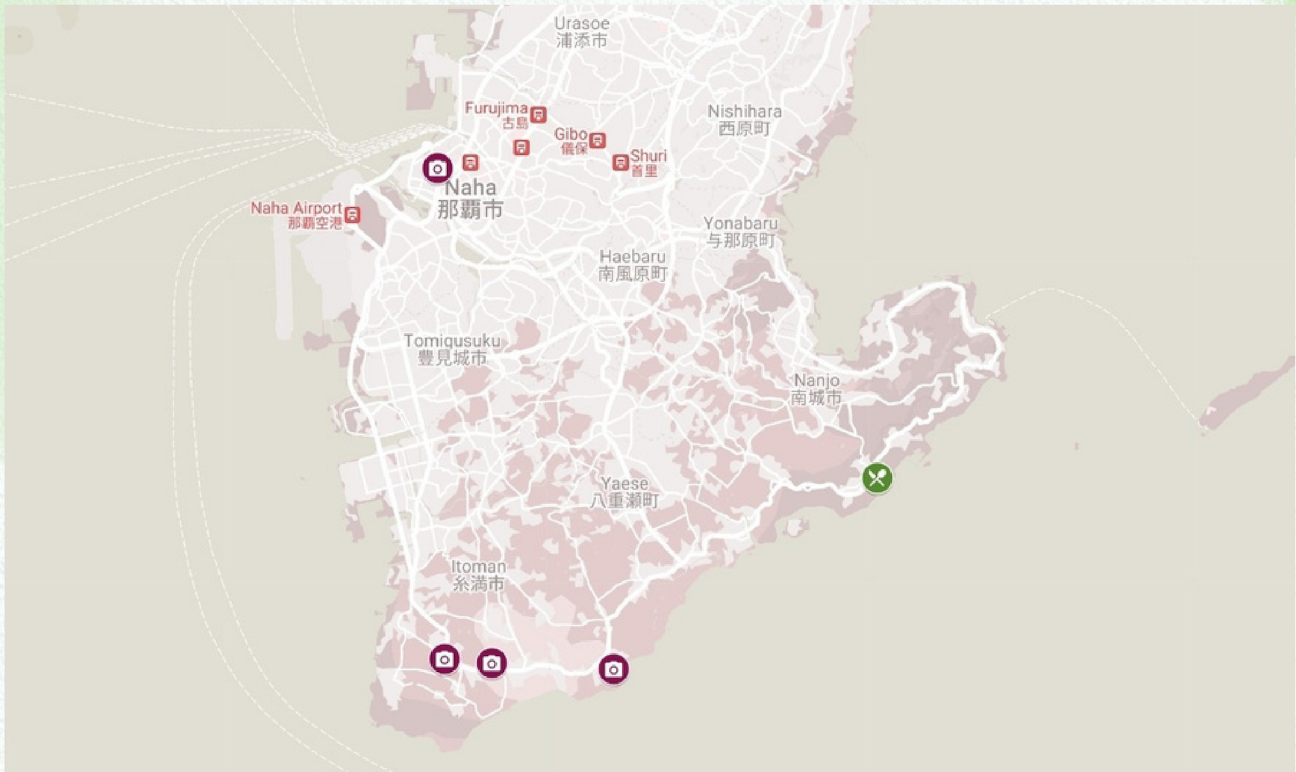 Urasoe
浦添市
Furujima
古島
Nishihara
西原町
Gibo
儀保
Shuri
首里
Naha
那覇市
Naha Airport
那覇空港
Yonabaru
与那原町
Haebaru
南風原町
Tomigusuku
豊見城市
Nanjo
南城市
Yaese
八重瀬町
Itoman
糸満市